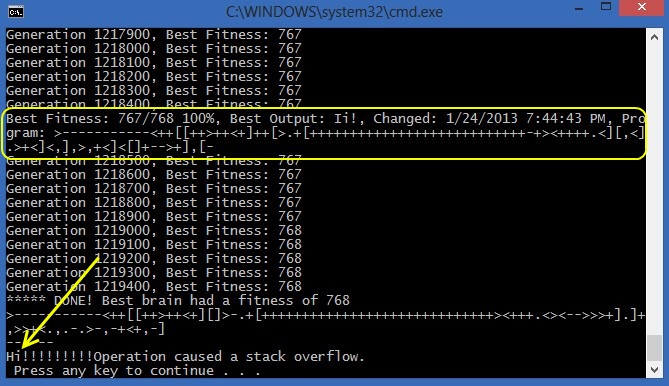 C:\WINDOWS\system32\cmd.exe
Generation 1217900, Best Fitness: 767
Generation 1218000, Best Fitness: 767
Generation 1218100, Best Fitness: 767
Generation 1218200, Best Fitness: 767
Generation 1218300, Best Fitness: 767
Generation 1218400, Best Fitness: 767
Best Fitness: 767/768 100%, Best Output: Ii!, Changed: 1/24/2013 7:44:43 PM, Pro
gram: >-----------<++[[++>++<+]++[>.+[++++++++++++++++++++++++++-+><++++.<][,<]
.>+<]<,],>,+<]<[]+-->+],[-
Generation 1218500, Best Fitness: 767
Generation 1218600, Best Fitness: 767
Generation 1218700, Best Fitness: 767
Generation 1218800, Best Fitness: 767
Generation 1218900, Best Fitness: 767
Generation 1219000, Best Fitness: 768
Generation 1219100, Best Fitness: 768
Generation 1219200, Best Fitness: 768
Generation 1219300, Best Fitness: 768
Generation 1219400, Best Fitness: 768
***** DONE! Best brain had a fitness of 768
>-----------<++[[++>++<+][]>-.+[+++++++++++++++++++++++++++++++><+++.<><-->>>+].]+
,>>+<.,.-.>-,-+<+,-]
Hi!!!!!!!!!Operation caused a stack overflow.
Press any key to continue . . .